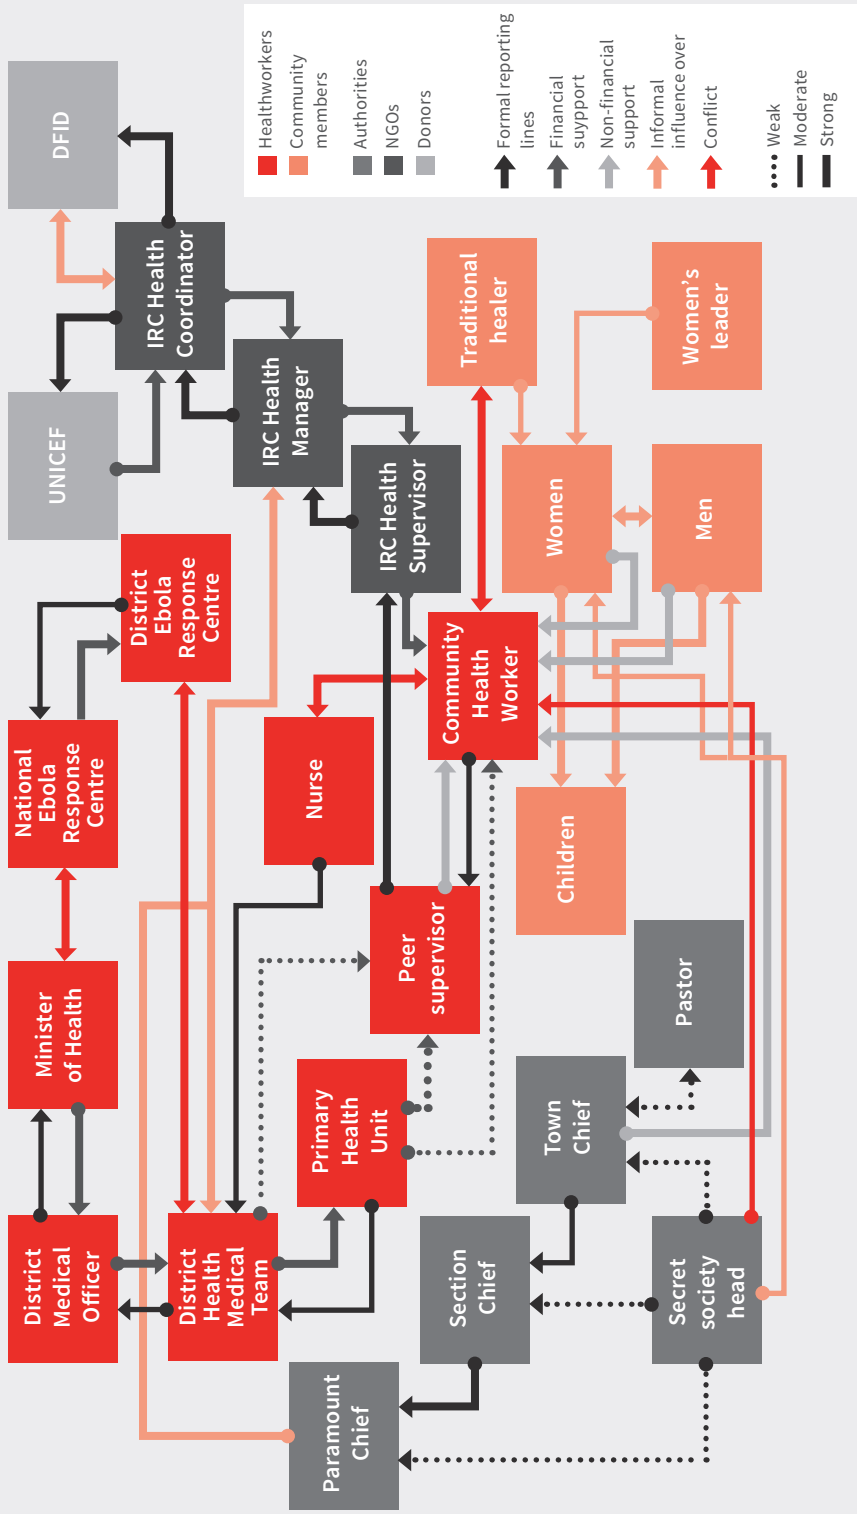 District
Medical
Officer
Minister
of Health
National
Ebola
Response
Centre
UNICEF
DFID
District
Health
Medical
Team
District
Ebola
Response
Centre
IRC Health
Coordinator
Paramount
Chief
Primary
Health
Unit
Nurse
IRC Health
Manager
Peer
supervisor
IRC Health
Supervisor
Section
Chief
Community
Health
Worker
Traditional
healer
Town
Chief
Children
Women
Secret
society
head
Pastor
Men
Women's
leader
Healthworkers
Community
members
Authorities
NGOs
Donors
Formal reporting
lines
Financial
suypport
Non-financial
support
Informal
influence over
Conflict
Weak
Moderate
Strong